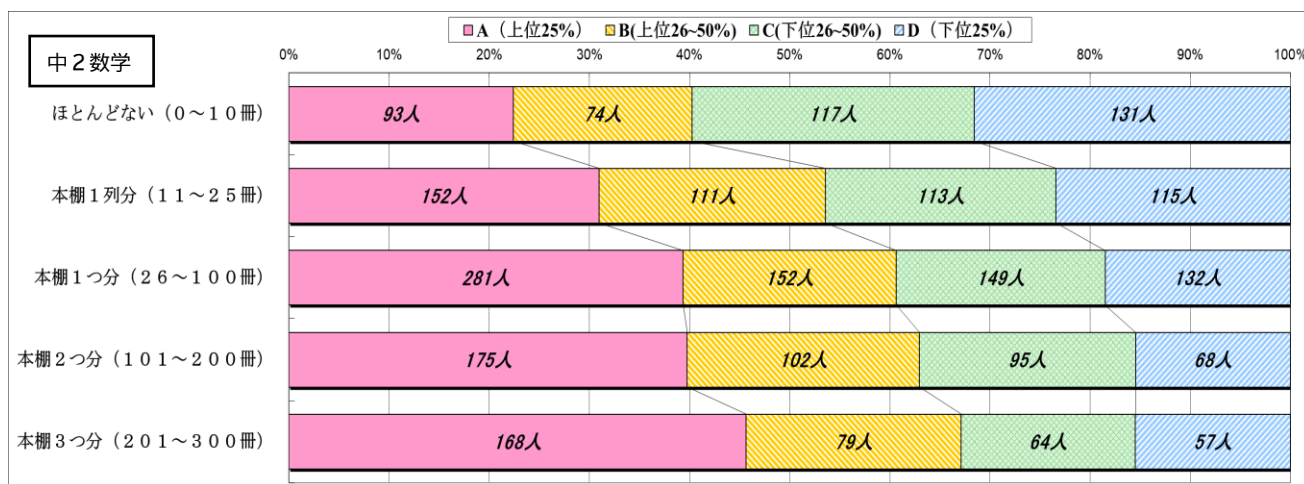 ■A（上位25%） ■B(上位26~50%) ■C(下位26~50%) ■D（下位25%）
中２数学
0% 10% 20% 30% 40% 50% 60% 70% 80% 90% 100%
ほとんどない（０～１０冊） 93人 74人 117人 131人
本棚１列分（１１～２５冊） 152人 111人 113人 115人
本棚１つ分（２６～１００冊） 281人 152人 149人 132人
本棚２つ分（１０１～２００冊） 175人 102人 95人 68人
本棚３つ分（２０１～３００冊） 168人 79人 64人 57人